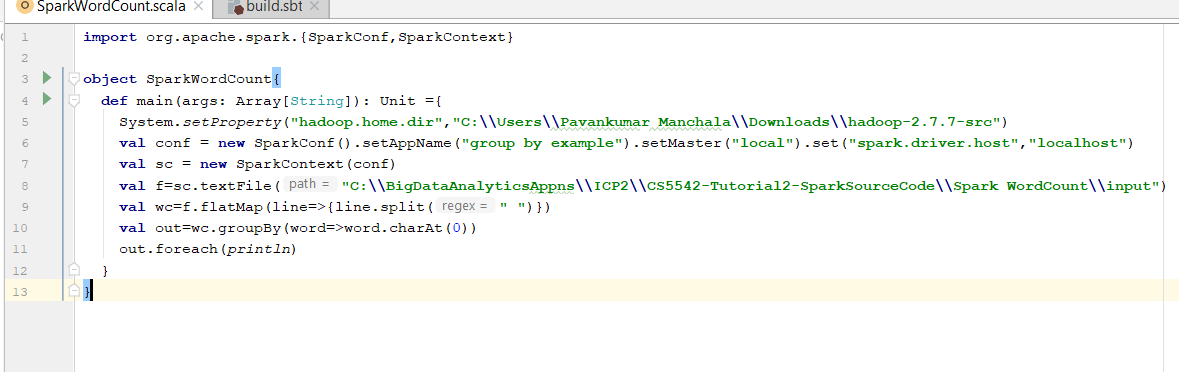 SparkWordCount.scala × build.sbt ×
1 import org.apache.spark.{SparkConf,SparkContext}
2
3 object SparkWordCount{
4 def main(args: Array[String]): Unit ={
5 System.setProperty("hadoop.home.dir","C:\\Users\\Pavankumar Manchala\\Downloads\\hadoop-2.7.7-src")
6 val conf = new SparkConf().setAppName("group by example").setMaster("local").set("spark.driver.host","localhost")
7 val sc = new SparkContext(conf)
8 val f=sc.textFile( path = "C:\\BigDataAnalyticsAppns\\ICP2\\CS5542-Tutorial2-SparkSourceCode\\Spark WordCount\\input")
9 val wc=f.flatMap(line=>{line.split( regex = " ")})
10 val out=wc.groupBy(word=>word.charAt(0))
11 out.foreach(println)
12 }
13 }